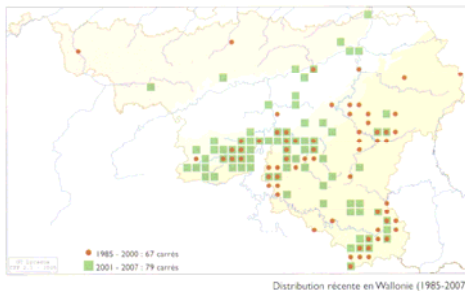 1985 - 2000 : 67 carrés
2001 - 2007 : 79 carrés
Distribution récente en Wallonie (1985-2007